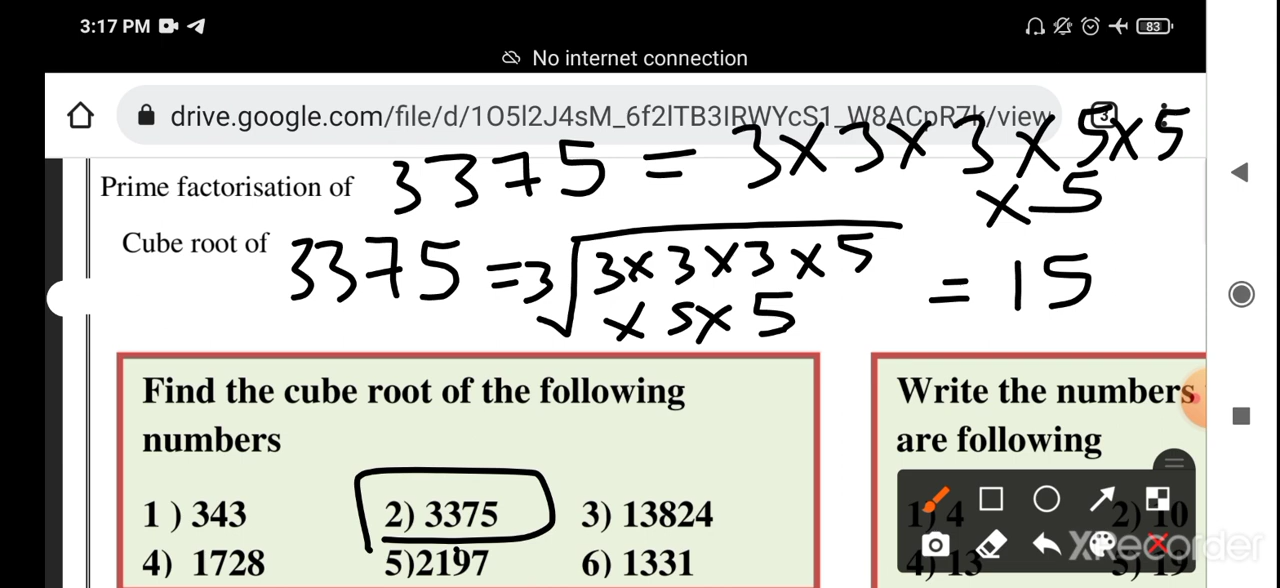 3:17 PM 83
No internet connection
drive.google.com/file/d/1O5l2J4sM_6f2lTB3IRWYcS1_W8ACpR7k/view
Prime factorisation of 3375 = 3 × 3 × 3 × 5 × 5
× 5
Cube root of 3375 = 3√3 × 3 × 3 × 5 = 15
× 5 × 5
Find the cube root of the following
numbers
1 ) 343 2) 3375 3) 13824
4) 1728 5)2197 6) 1331
Write the numbers
are following
1) 4 2) 10
4) 13 5) 19
XRecorder